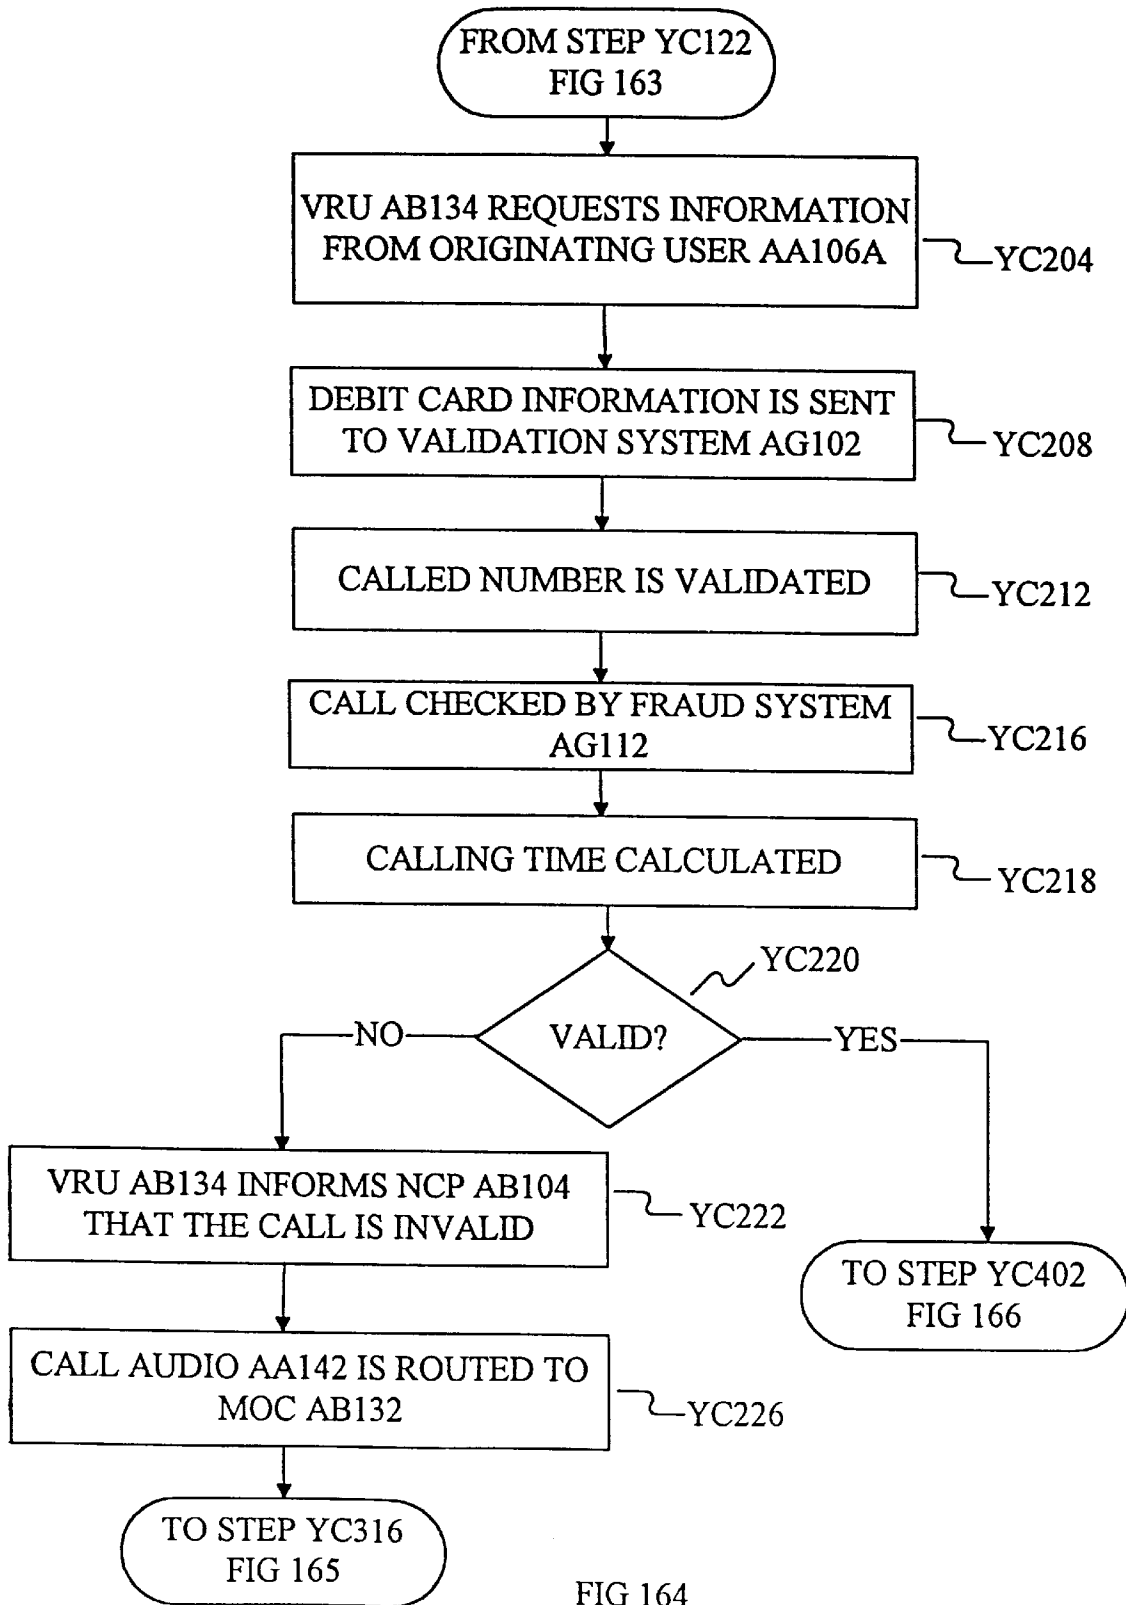 FROM STEP YC122
FIG 163
VRU AB134 REQUESTS INFORMATION
FROM ORIGINATING USER AA106A
YC204
DEBIT CARD INFORMATION IS SENT
TO VALIDATION SYSTEM AG102
YC208
CALLED NUMBER IS VALIDATED
YC212
CALL CHECKED BY FRAUD SYSTEM
AG112
YC216
CALLING TIME CALCULATED
YC218
YC220
VALID?
NO
YES
VRU AB134 INFORMS NCP AB104
THAT THE CALL IS INVALID
YC222
TO STEP YC402
FIG 166
CALL AUDIO AA142 IS ROUTED TO
MOC AB132
YC226
TO STEP YC316
FIG 165
FIG 164